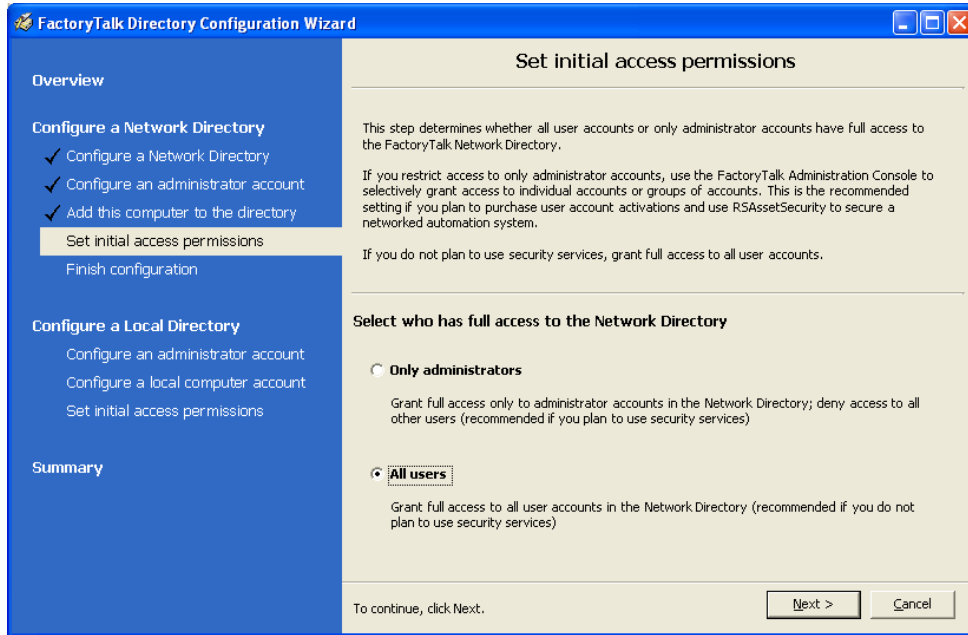 FactoryTalk Directory Configuration Wizard
Overview
Configure a Network Directory
Configure a Network Directory
Configure an administrator account
Add this computer to the directory
Set initial access permissions
Finish configuration
Configure a Local Directory
Configure an administrator account
Configure a local computer account
Set initial access permissions
Summary
Set initial access permissions
This step determines whether all user accounts or only administrator accounts have full access to
the FactoryTalk Network Directory.
If you restrict access to only administrator accounts, use the FactoryTalk Administration Console to
selectively grant access to individual accounts or groups of accounts. This is the recommended
setting if you plan to purchase user account activations and use RSAssetSecurity to secure a
networked automation system.
If you do not plan to use security services, grant full access to all user accounts.
Select who has full access to the Network Directory
Only administrators
Grant full access only to administrator accounts in the Network Directory; deny access to all
other users (recommended if you plan to use security services)
All users
Grant full access to all user accounts in the Network Directory (recommended if you do not
plan to use security services)
To continue, click Next.
Next >
Cancel